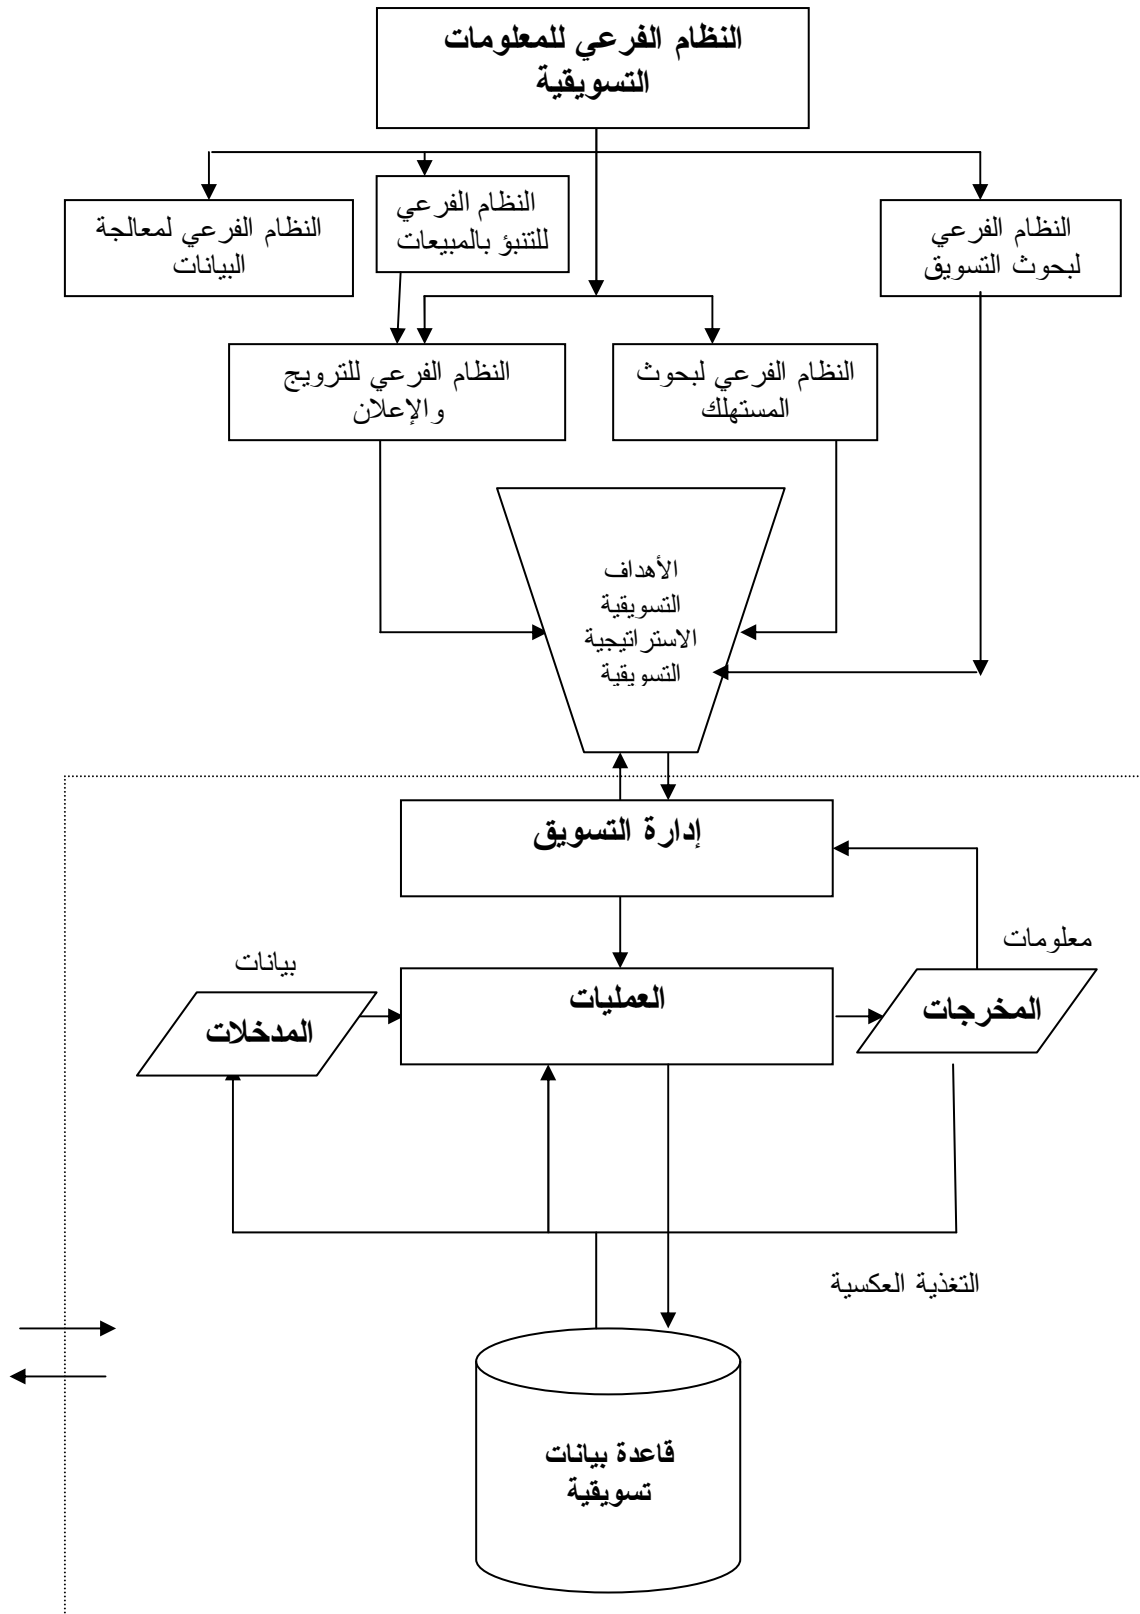 النظام الفرعي للمعلومات
التسويقية
النظام الفرعي
لبحوث التسويق
النظام الفرعي
للتنبؤ بالمبيعات
النظام الفرعي لمعالجة
البيانات
النظام الفرعي لبحوث
المستهلك
النظام الفرعي للترويج
والإعلان
الأهداف
التسويقية
الاستراتيجية
التسويقية
إدارة التسويق
معلومات
بيانات
المخرجات
العمليات
المدخلات
التغذية العكسية
قاعدة بيانات
تسويقية